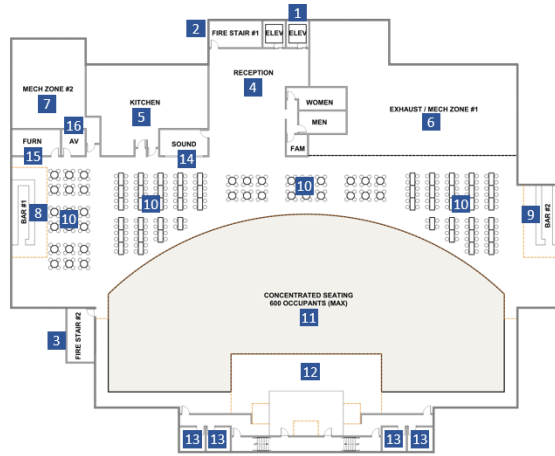 1
2
FIRE STAIR #1
ELEV
ELEV
RECEPTION
4
MECH ZONE #2
7
KITCHEN
5
WOMEN
MEN
EXHAUST / MECH ZONE #1
6
16
FURN
AV
15
SOUND
14
FAM
BAR #1
8
10
10
10
10
9
BAR #2
CONCENTRATED SEATING
600 OCCUPANTS (MAX)
11
3
FIRE STAIR #2
12
13
13
13
13